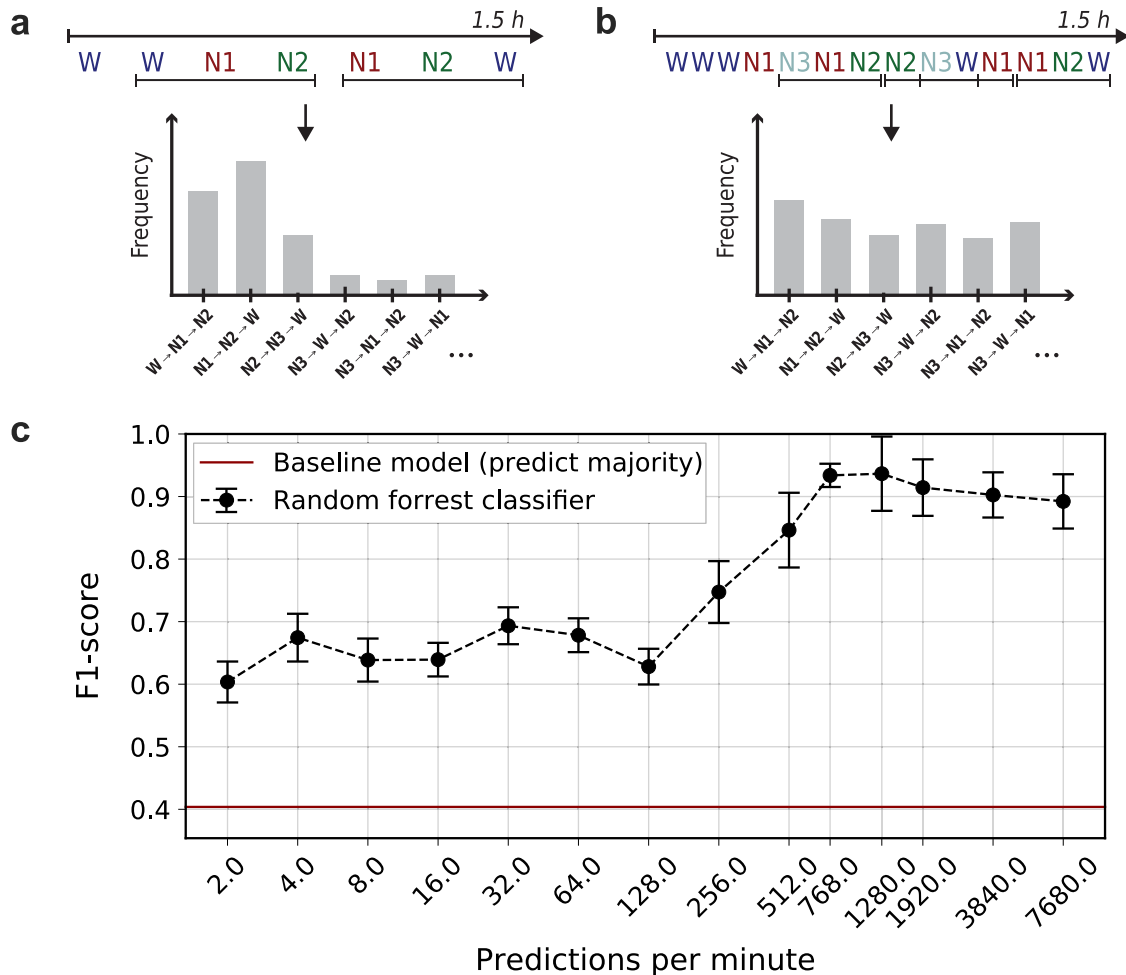 a
1.5 h
W W N1 N2 N1 N2 W
Frequency
W→N1→N2
N1→N2→W
N2→N3→W
N3→W→N2
N3→N1→N2
N3→W→N1
...
b
1.5 h
W W W N1 N3 N1 N2 N2 N3 W N1 N1 N2 W
Frequency
W→N1→N2
N1→N2→W
N2→N3→W
N3→W→N2
N3→N1→N2
N3→W→N1
...
c
Baseline model (predict majority)
Random forrest classifier
F1-score
1.0
0.9
0.8
0.7
0.6
0.5
0.4
2.0 4.0 8.0 16.0 32.0 64.0 128.0 256.0 512.0 768.0 1280.0 1920.0 3840.0 7680.0
Predictions per minute